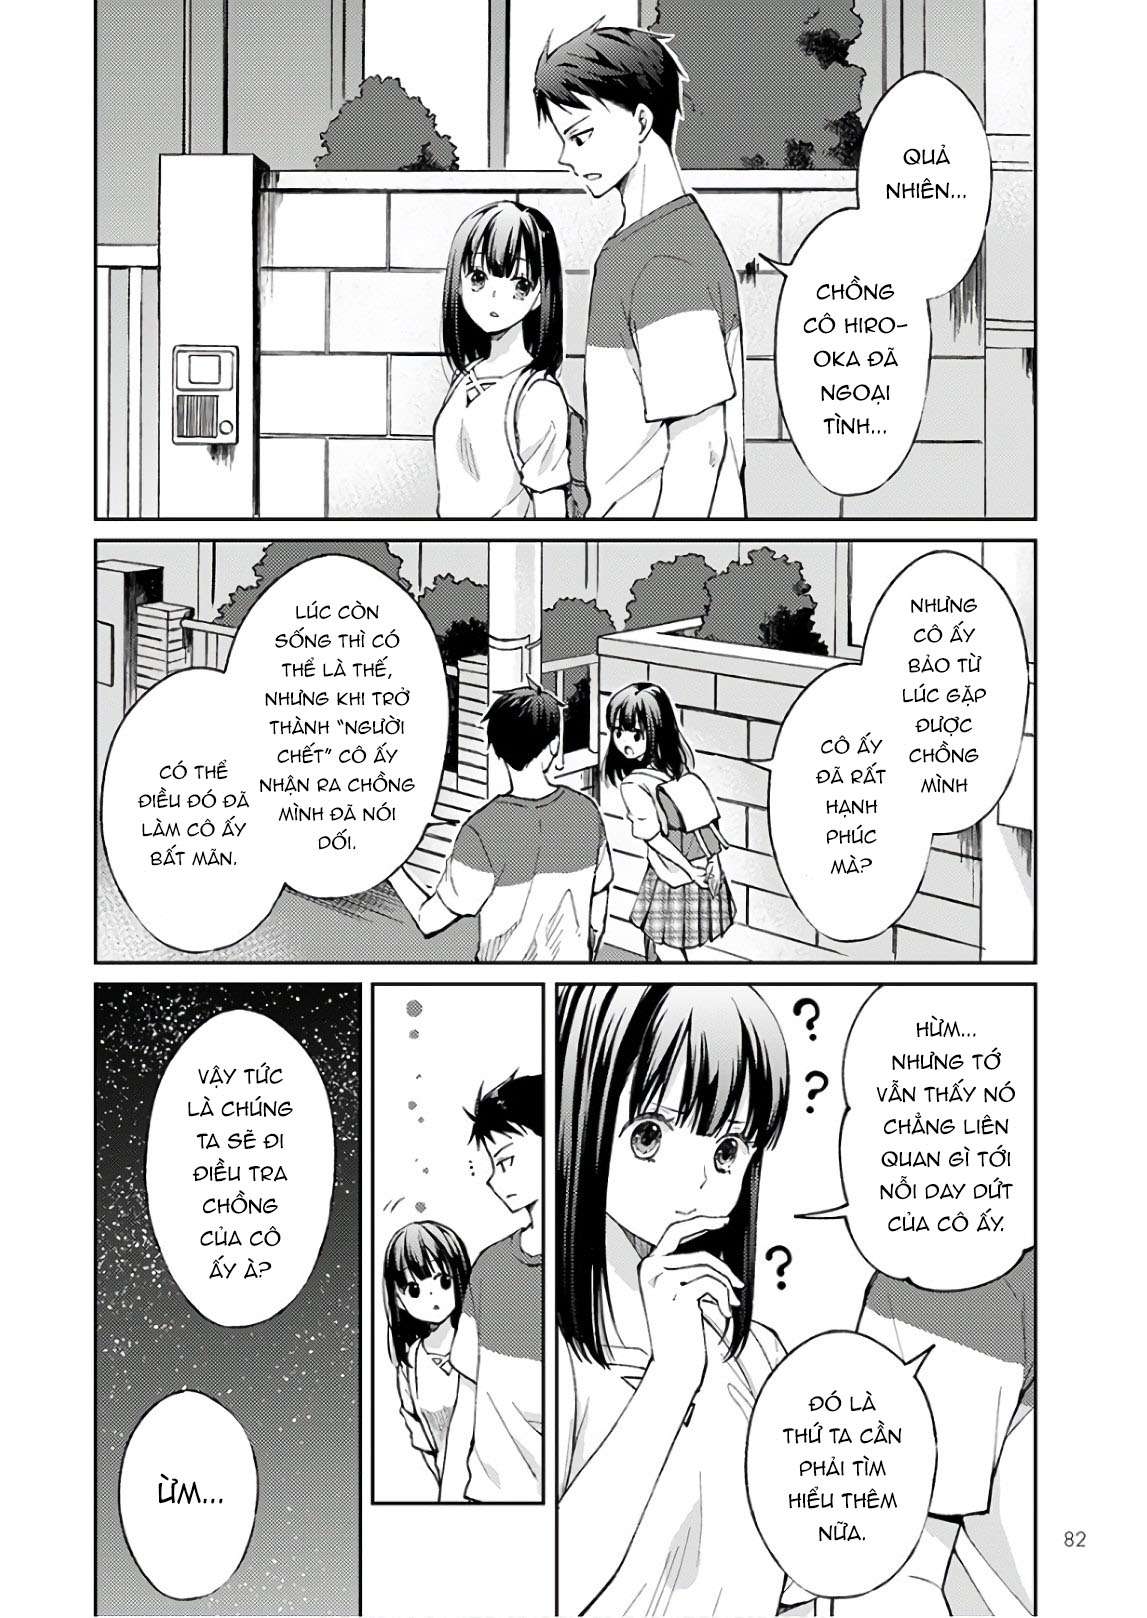 QUẢ
NHIÊN...
CHỒNG
CÔ HIRO-
OKA ĐÃ
NGOẠI
TÌNH...
NHƯNG
CÔ ẤY
BẢO TỪ
LÚC GẶP
ĐƯỢC
CHỒNG
MÌNH
CÔ ẤY
ĐÃ RẤT
HẠNH
PHÚC
MÀ?
LÚC CÒN
SỐNG THÌ CÓ
THỂ LÀ THẾ,
NHƯNG KHI TRỞ
THÀNH “NGƯỜI
CHẾT” CÔ ẤY
NHẬN RA CHỒNG
MÌNH ĐÃ NÓI
DỐI.
CÓ THỂ
ĐIỀU ĐÓ ĐÃ
LÀM CÔ ẤY
BẤT MÃN.
HỪM...
NHƯNG TỚ
VẪN THẤY NÓ
CHẲNG LIÊN
QUAN GÌ TỚI
NỖI DAY DỨT
CỦA CÔ ẤY.
?
?
?
ĐÓ LÀ
THỨ TA CẦN
PHẢI TÌM
HIỂU THÊM
NỮA.
...
VẬY TỨC
LÀ CHÚNG
TA SẼ ĐI
ĐIỀU TRA
CHỒNG
CỦA CÔ
ẤY À?
ỪM...
82